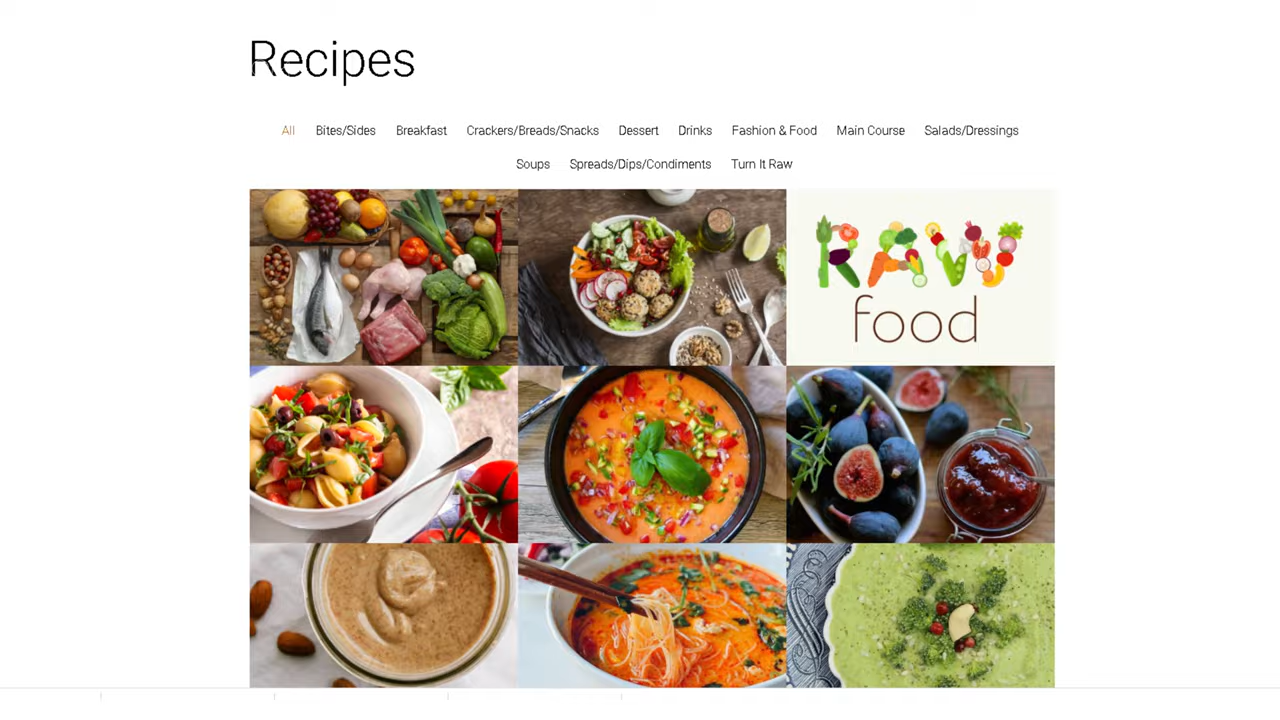 Recipes
All Bites/Sides Breakfast Crackers/Breads/Snacks Dessert Drinks Fashion & Food Main Course Salads/Dressings
Soups Spreads/Dips/Condiments Turn It Raw
RAW
food